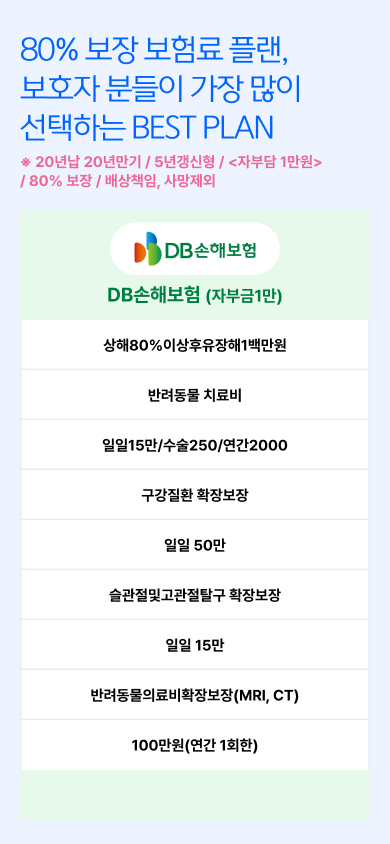 80% 보장 보험료 플랜,
보호자 분들이 가장 많이
선택하는 BEST PLAN
※ 20년납 20년만기 / 5년갱신형 / <자부담 1만원>
/ 80% 보장 / 배상책임, 사망제외
DB손해보험
DB손해보험 (자부금1만)
상해80%이상후유장해1백만원
반려동물 치료비
일일15만/수술250/연간2000
구강질환 확장보장
일일 50만
슬관절및고관절탈구 확장보장
일일 15만
반려동물의료비확장보장(MRI, CT)
100만원(연간 1회한)